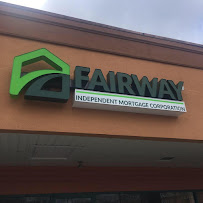 FAIRWAY
INDEPENDENT MORTGAGE CORPORATION